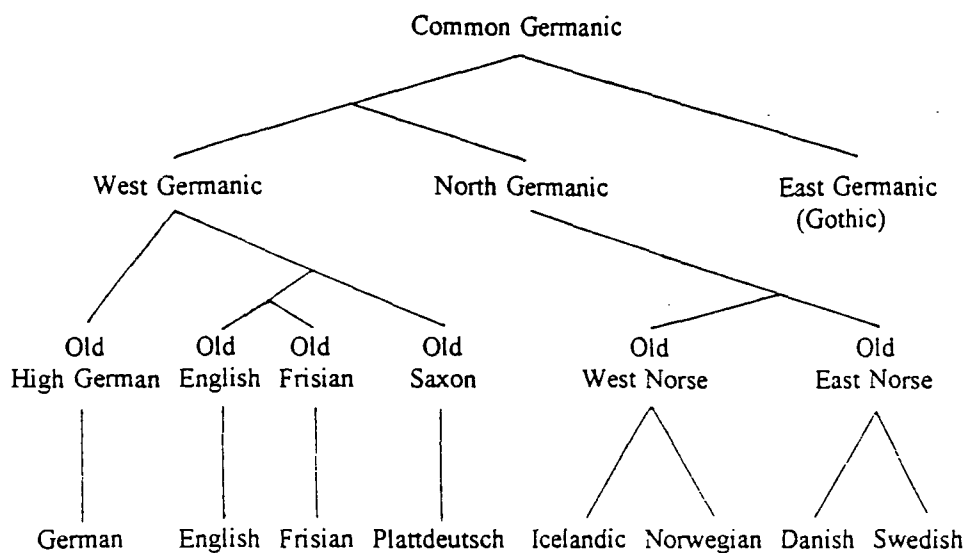 Common Germanic
West Germanic North Germanic East Germanic
(Gothic)
Old Old Old Old Old Old
High German English Frisian Saxon West Norse East Norse
German English Frisian Plattdeutsch Icelandic Norwegian Danish Swedish